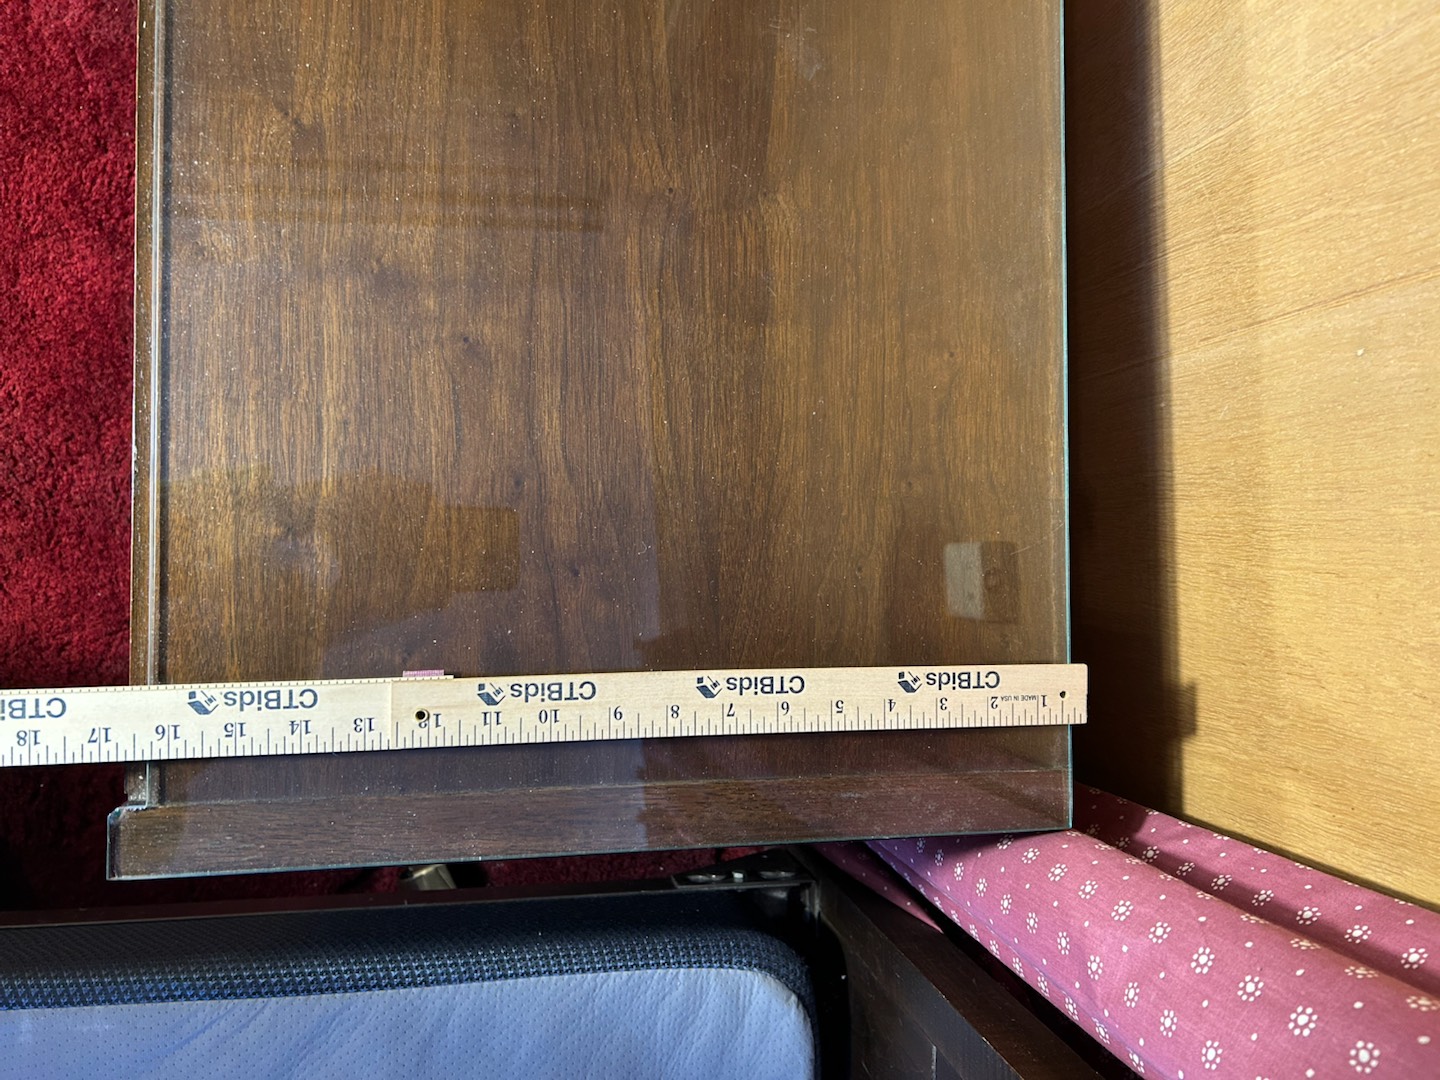 CTBids CTBids CTBids CTBids CTBids
MADE IN USA
1 2 3 4 5 6 7 8 9 10 11 12 13 14 15 16 17 18